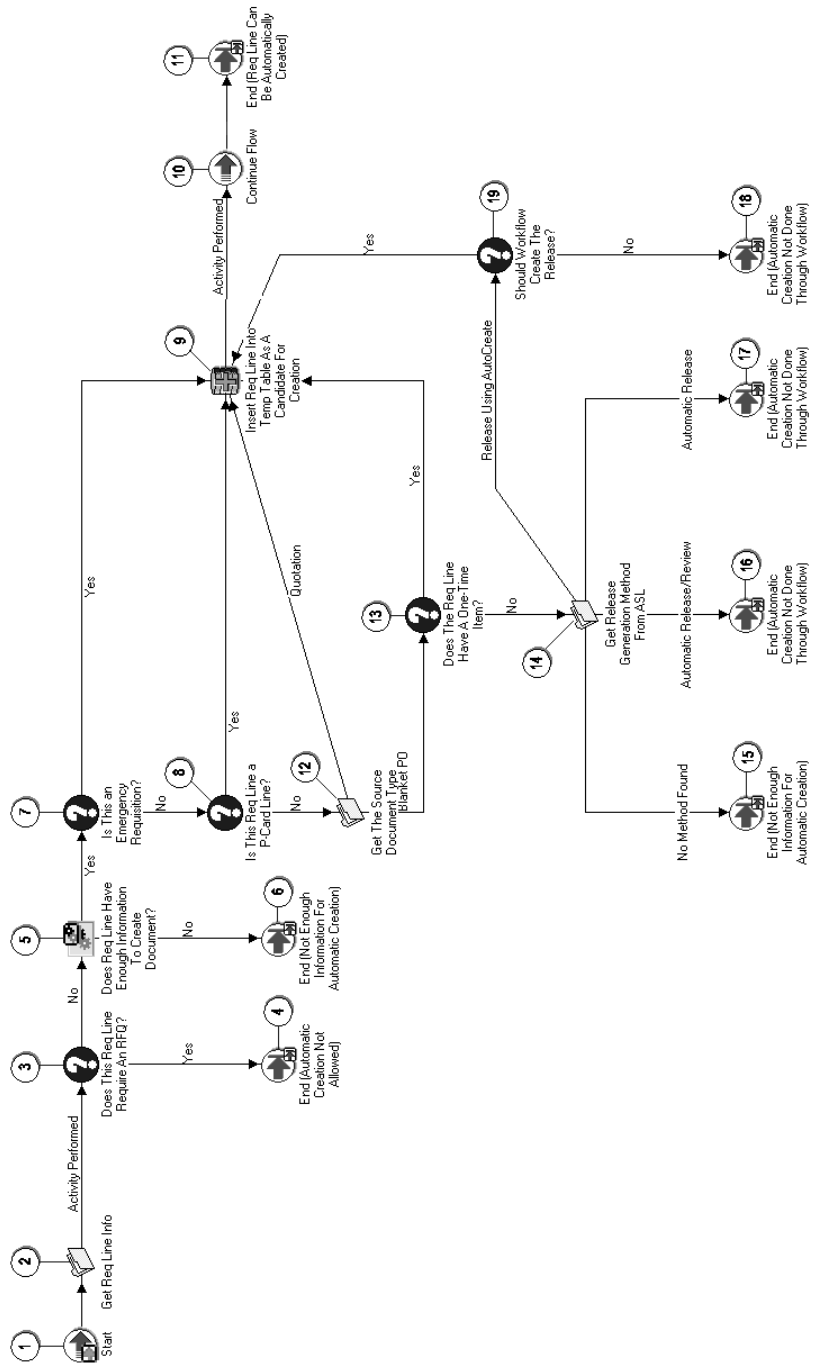 1
Start
2
Get Req Line Info
Activity Performed
3
Does This Req Line
Require An RFQ?
Yes
4
End (Automatic
Creation Not
Allowed)
No
5
Does Req Line Have
Enough Information
To Create
Document?
No
6
End (Not Enough
Information For
Automatic Creation)
Yes
7
Is This an
Emergency
Requisition?
Yes
No
8
Is This Req Line a
P-Card Line?
Yes
No
12
Get The Source
Document Type
Quotation
Blanket PO
9
Insert Req Line Into
Temp Table As A
Candidate For
Creation
Activity Performed
10
Continue Flow
11
End (Req Line Can
Be Automatically
Created)
13
Does The Req Line
Have A One-Time
Item?
Yes
No
14
Get Release
Generation Method
From ASL
No Method Found
15
End (Not Enough
Information For
Automatic Creation)
Automatic Release/Review
16
End (Automatic
Creation Not Done
Through Workflow)
Automatic Release
17
End (Automatic
Creation Not Done
Through Workflow)
Release Using AutoCreate
19
Should Workflow
Create The
Release?
Yes
No
18
End (Automatic
Creation Not Done
Through Workflow)